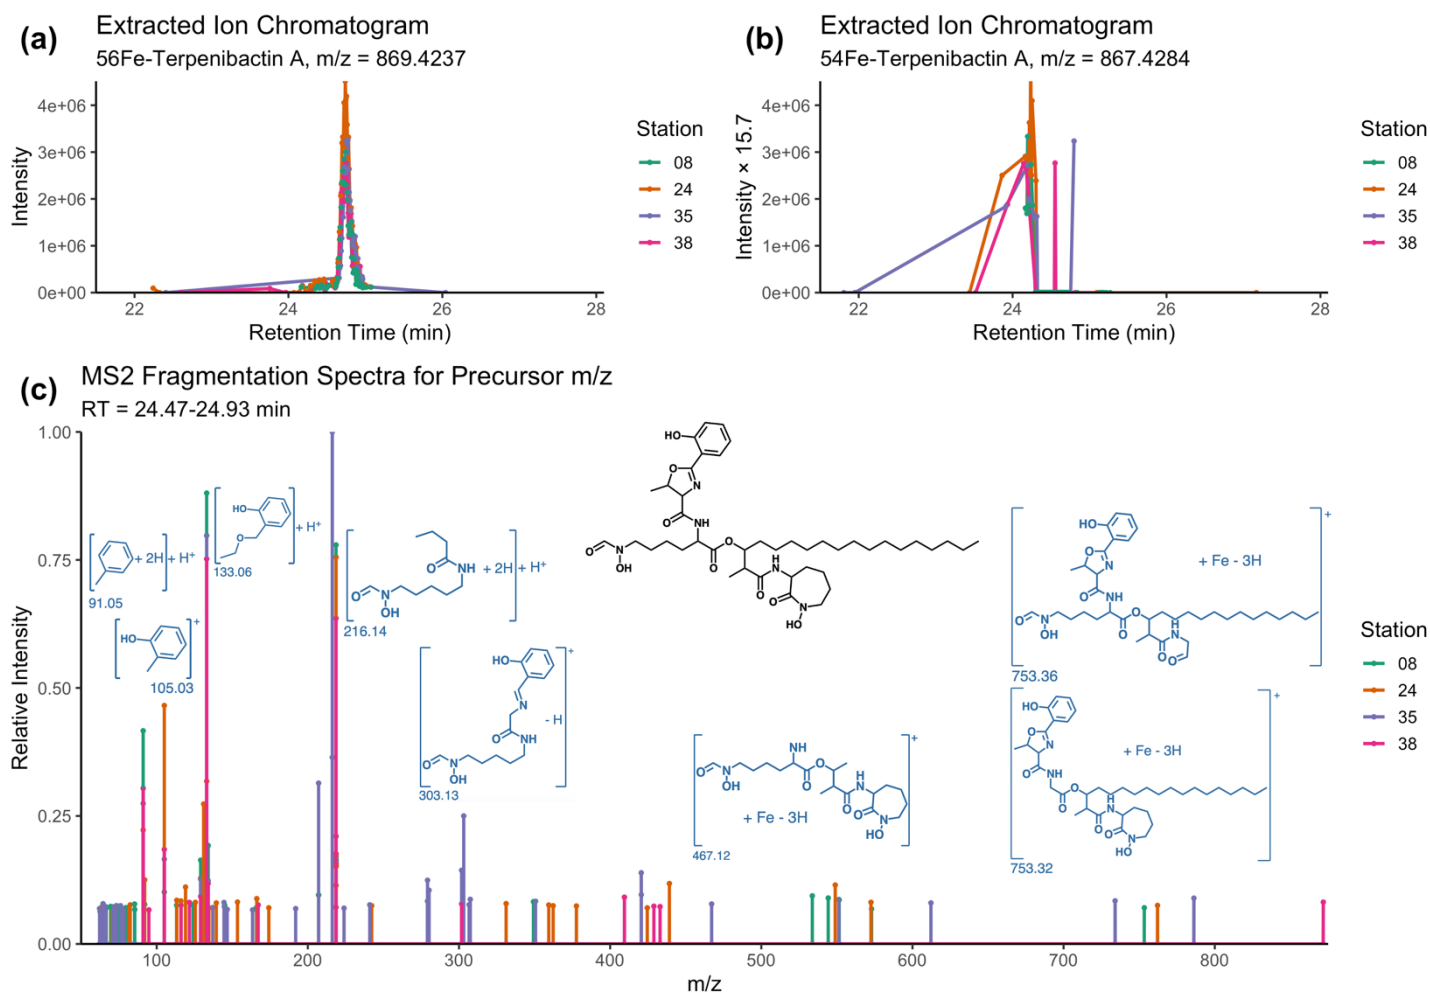 (a)
Extracted Ion Chromatogram
56Fe-Terpenibactin A, m/z = 869.4237
Intensity
4e+06
3e+06
2e+06
1e+06
0e+00
22
24
26
28
Retention Time (min)
Station
08
24
35
38
(b)
Extracted Ion Chromatogram
54Fe-Terpenibactin A, m/z = 867.4284
Intensity × 15.7
4e+06
3e+06
2e+06
1e+06
0e+00
22
24
26
28
Retention Time (min)
Station
08
24
35
38
(c)
MS2 Fragmentation Spectra for Precursor m/z
RT = 24.47-24.93 min
Relative Intensity
1.00
0.75
0.50
0.25
0.00
100
200
300
400
500
600
700
800
m/z
+ 2H
+ H⁺
91.05
HO
+
105.03
HO
O
+ H⁺
133.06
O
NH
O
N
OH
+ 2H
+ H⁺
216.14
HO
N
O
NH
O
N
OH
- H
+
303.13
HO
O
N
O
NH
O
N
OH
O
O
H
N
O
O
N
HO
NH
O
N
OH
O
O
H
N
O
O
N
HO
+ Fe - 3H
+
467.12
HO
O
N
O
NH
O
N
OH
O
O
H
N
O
O
+ Fe - 3H
+
753.36
HO
O
N
O
NH
O
O
H
N
O
O
N
HO
+ Fe - 3H
+
753.32
Station
08
24
35
38